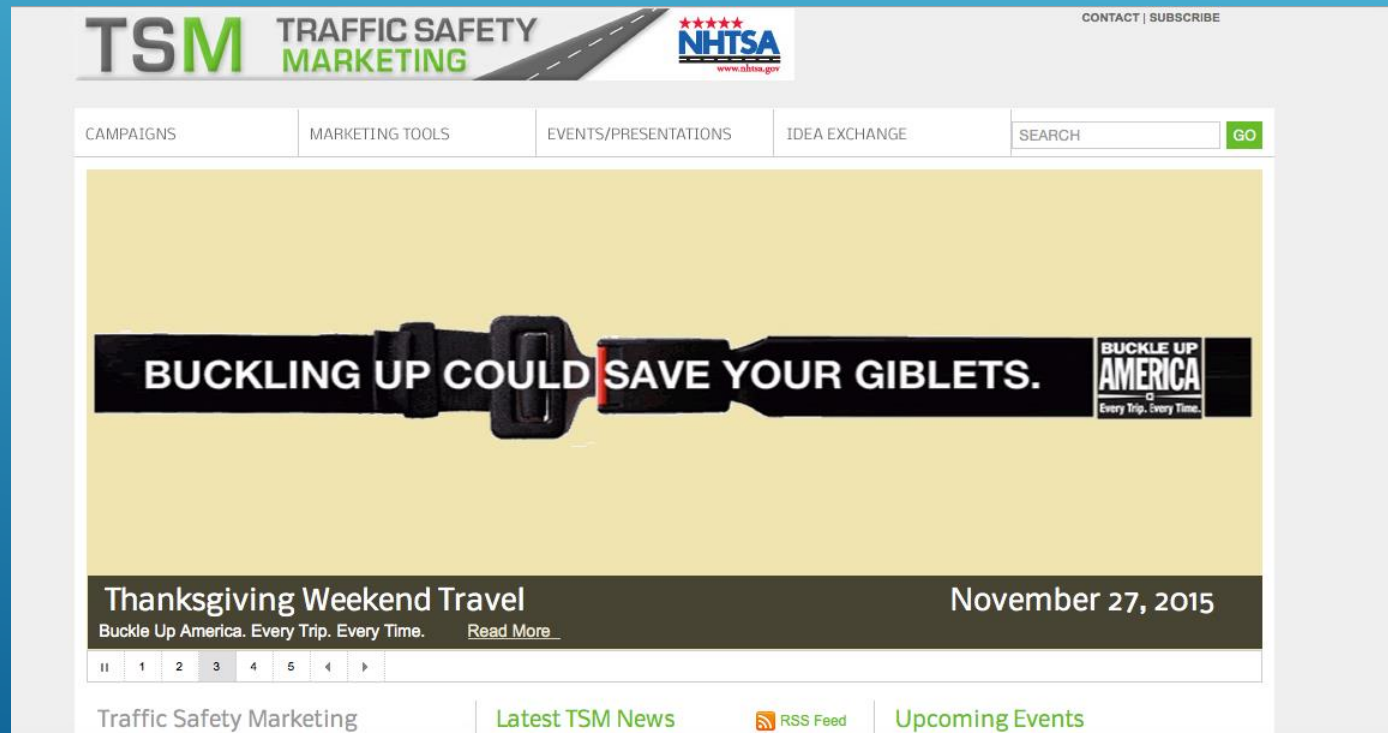 TSM TRAFFIC SAFETY MARKETING
★★★★★
NHTSA
www.nhtsa.gov
CONTACT | SUBSCRIBE
CAMPAIGNS
MARKETING TOOLS
EVENTS/PRESENTATIONS
IDEA EXCHANGE
SEARCH
GO
BUCKLING UP COULD SAVE YOUR GIBLETS.
BUCKLE UP
AMERICA
Every Trip. Every Time.
Thanksgiving Weekend Travel
November 27, 2015
Buckle Up America. Every Trip. Every Time.
Read More
1 2 3 4 5
Traffic Safety Marketing
Latest TSM News
RSS Feed
Upcoming Events